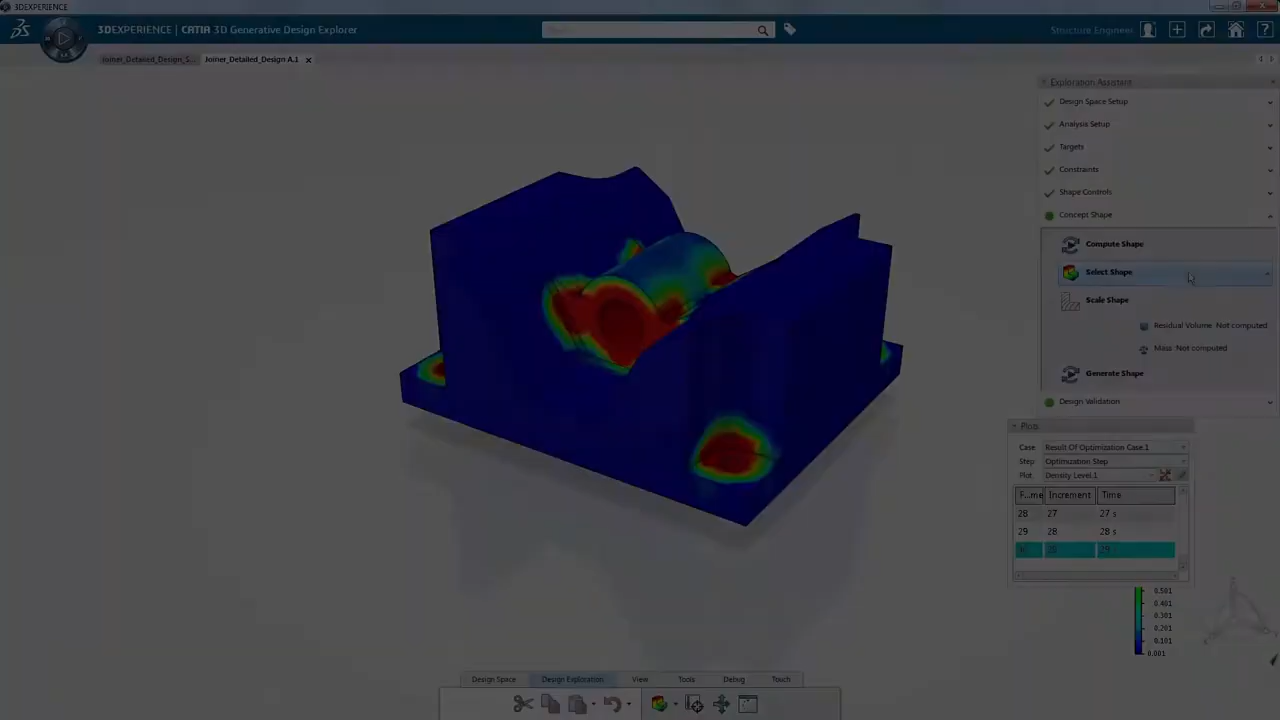 3DEXPERIENCE
3DEXPERIENCE | CATIA 3D Generative Design Explorer
Structure Engineer
Joiner_Detailed_Design_S...
Joiner_Detailed_Design A.1
Exploration Assistant
Design Space Setup
Analysis Setup
Targets
Constraints
Shape Controls
Concept Shape
Compute Shape
Select Shape
Scale Shape
Residual Volume Not computed
Mass Not computed
Generate Shape
Design Validation
Plots
Case: Result Of Optimization Case.1
Step: Optimization Step
Plot: Density Level.1
F...me Increment Time
28 27 27 s
29 28 28 s
0.501
0.401
0.301
0.201
0.101
0.001
Design Space Design Exploration View Tools Debug Touch